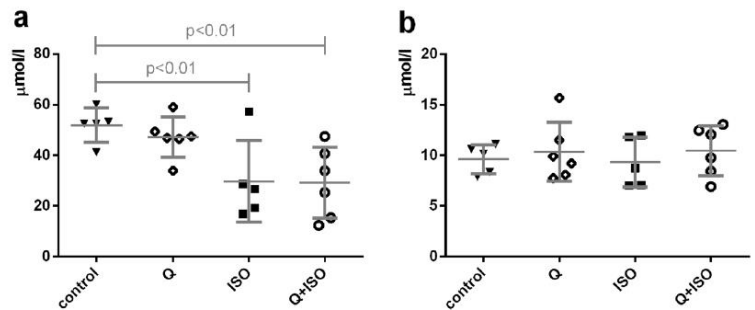 a
p<0.01
p<0.01
μmol/l
80
60
40
20
0
control
Q
ISO
Q+ISO
b
μmol/l
20
15
10
5
0
control
Q
ISO
Q+ISO